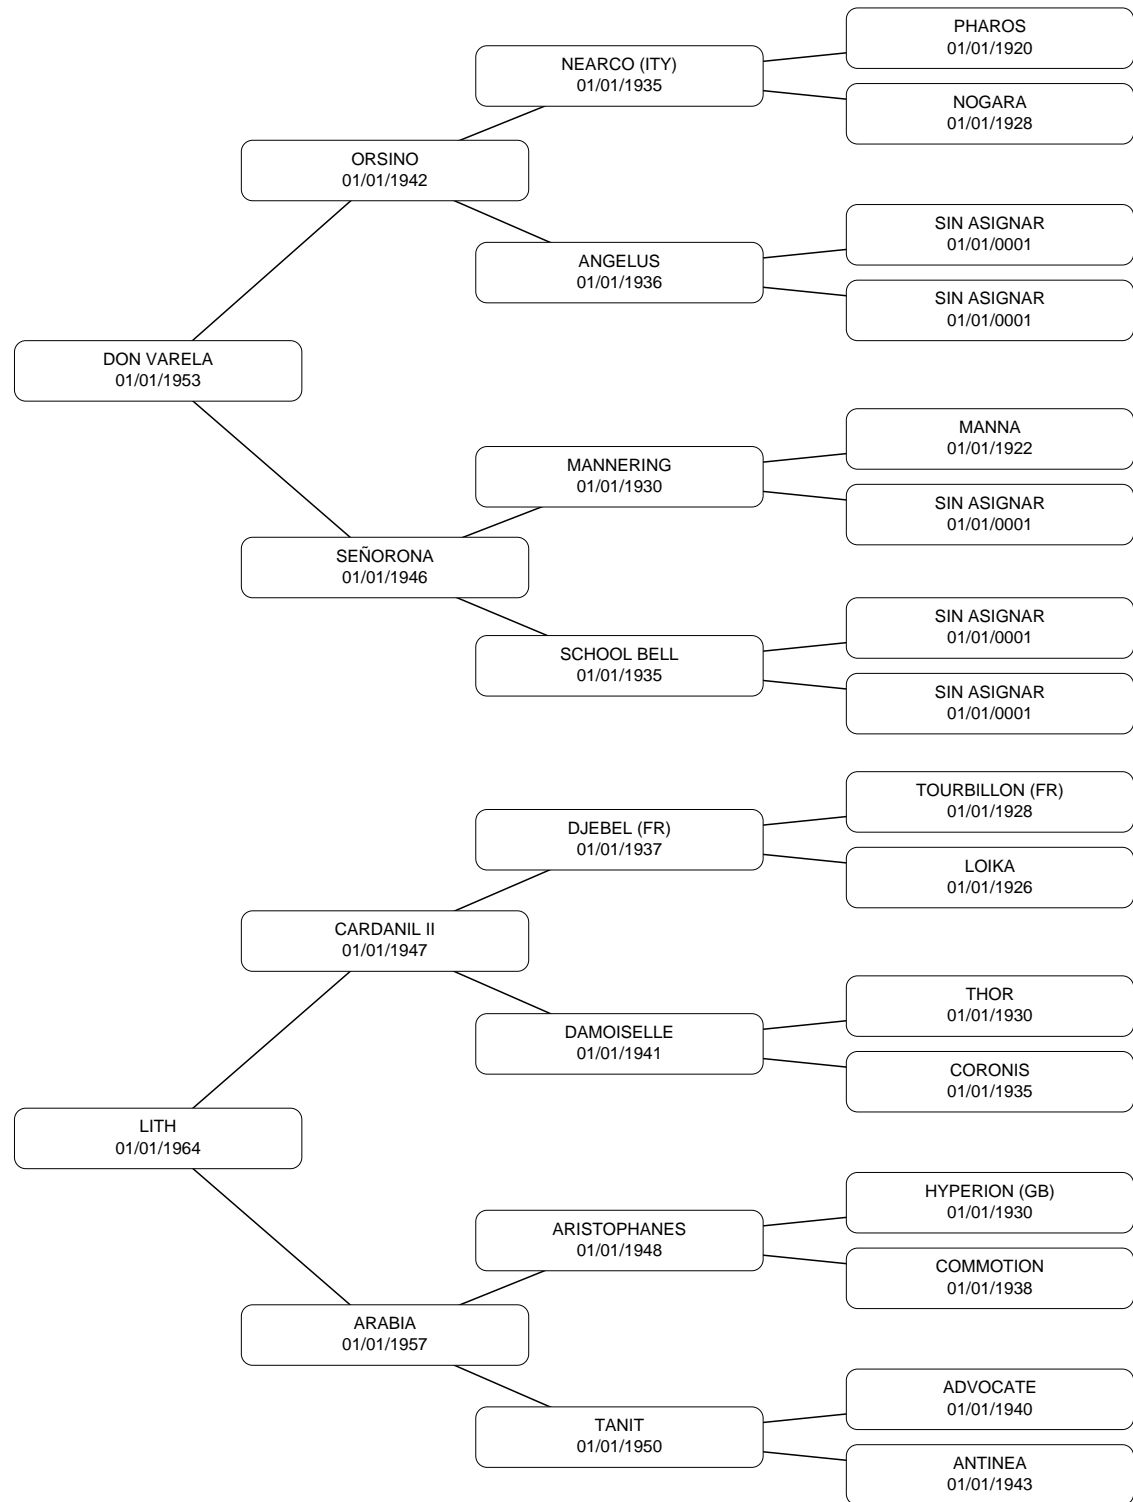 PHAROS
01/01/1920
NEARCO (ITY)
01/01/1935
NOGARA
01/01/1928
ORSINO
01/01/1942
SIN ASIGNAR
01/01/0001
ANGELUS
01/01/1936
SIN ASIGNAR
01/01/0001
DON VARELA
01/01/1953
MANNA
01/01/1922
MANNERING
01/01/1930
SIN ASIGNAR
01/01/0001
SEÑORONA
01/01/1946
SIN ASIGNAR
01/01/0001
SCHOOL BELL
01/01/1935
SIN ASIGNAR
01/01/0001
TOURBILLON (FR)
01/01/1928
DJEBEL (FR)
01/01/1937
LOIKA
01/01/1926
CARDANIL II
01/01/1947
THOR
01/01/1930
DAMOISELLE
01/01/1941
CORONIS
01/01/1935
LITH
01/01/1964
HYPERION (GB)
01/01/1930
ARISTOPHANES
01/01/1948
COMMOTION
01/01/1938
ARABIA
01/01/1957
ADVOCATE
01/01/1940
TANIT
01/01/1950
ANTINEA
01/01/1943